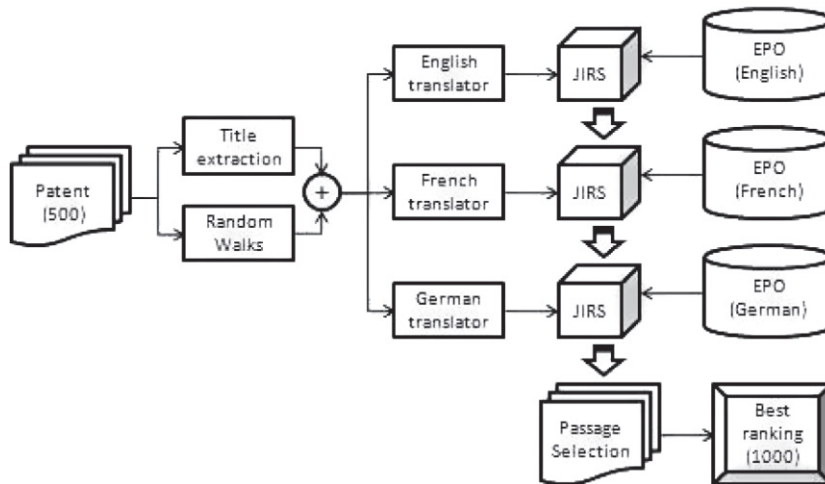 English
translator
JIRS
EPO
(English)
Patent
(500)
Title
extraction
Random
Walks
+
French
translator
JIRS
EPO
(French)
German
translator
JIRS
EPO
(German)
Passage
Selection
Best
ranking
(1000)